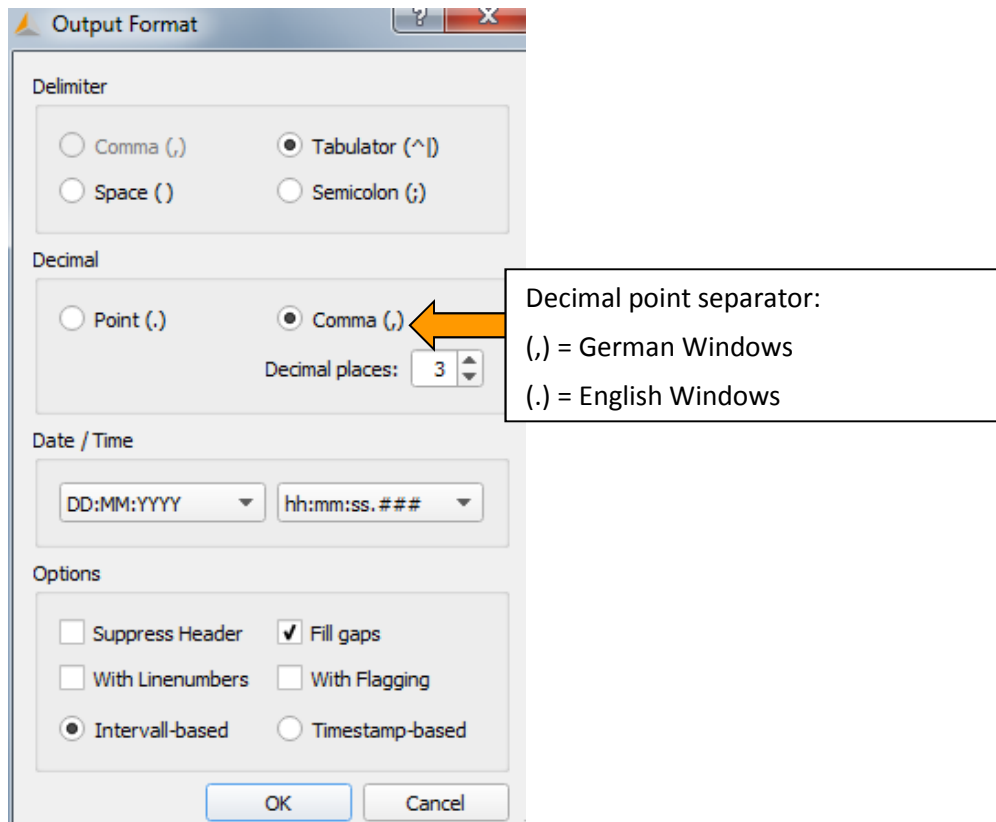 Output Format
?
X
Delimiter
Comma (,) Tabulator (^|)
Space ( ) Semicolon (;)
Decimal
Point (.) Comma (,)
Decimal places: 3
Decimal point separator:
(,) = German Windows
(.) = English Windows
Date / Time
DD:MM:YYYY hh:mm:ss.###
Options
Suppress Header Fill gaps
With Linenumbers With Flagging
Intervall-based Timestamp-based
OK Cancel